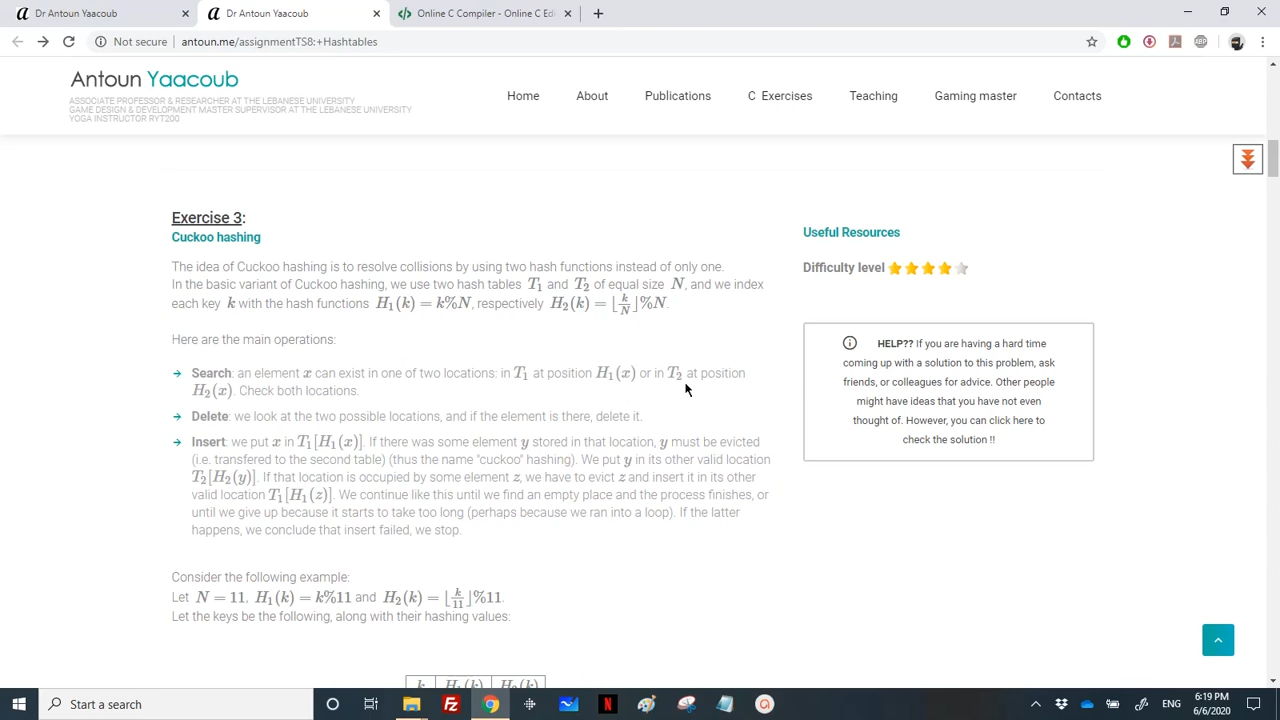 Dr Antoun Yaacoub
Dr Antoun Yaacoub
Online C Compiler - Online C Edi
Not secure | antoun.me/assignmentTS8:+Hashtables
Antoun Yaacoub
ASSOCIATE PROFESSOR & RESEARCHER AT THE LEBANESE UNIVERSITY
GAME DESIGN & DEVELOPMENT MASTER SUPERVISOR AT THE LEBANESE UNIVERSITY
YOGA INSTRUCTOR RYT200
Home About Publications C Exercises Teaching Gaming master Contacts
Exercise 3:
Cuckoo hashing
The idea of Cuckoo hashing is to resolve collisions by using two hash functions instead of only one.
In the basic variant of Cuckoo hashing, we use two hash tables T₁ and T₂ of equal size N, and we index
each key k with the hash functions H₁(k) = k%N, respectively H₂(k) = ⌊k/N⌋%N.
Here are the main operations:
Search: an element x can exist in one of two locations: in T₁ at position H₁(x) or in T₂ at position
H₂(x). Check both locations.
Delete: we look at the two possible locations, and if the element is there, delete it.
Insert: we put x in T₁[H₁(x)]. If there was some element y stored in that location, y must be evicted
(i.e. transfered to the second table) (thus the name "cuckoo" hashing). We put y in its other valid location
T₂[H₂(y)]. If that location is occupied by some element z, we have to evict z and insert it in its other
valid location T₁[H₁(z)]. We continue like this until we find an empty place and the process finishes, or
until we give up because it starts to take too long (perhaps because we ran into a loop). If the latter
happens, we conclude that insert failed, we stop.
Consider the following example:
Let N = 11, H₁(k) = k%11 and H₂(k) = ⌊k/11⌋%11.
Let the keys be the following, along with their hashing values:
k H₁(k) H₂(k)
Useful Resources
Difficulty level
HELP?? If you are having a hard time
coming up with a solution to this problem, ask
friends, or colleagues for advice. Other people
might have ideas that you have not even
thought of. However, you can click here to
check the solution !!
Search for a search
ENG
6:19 PM
6/6/2020